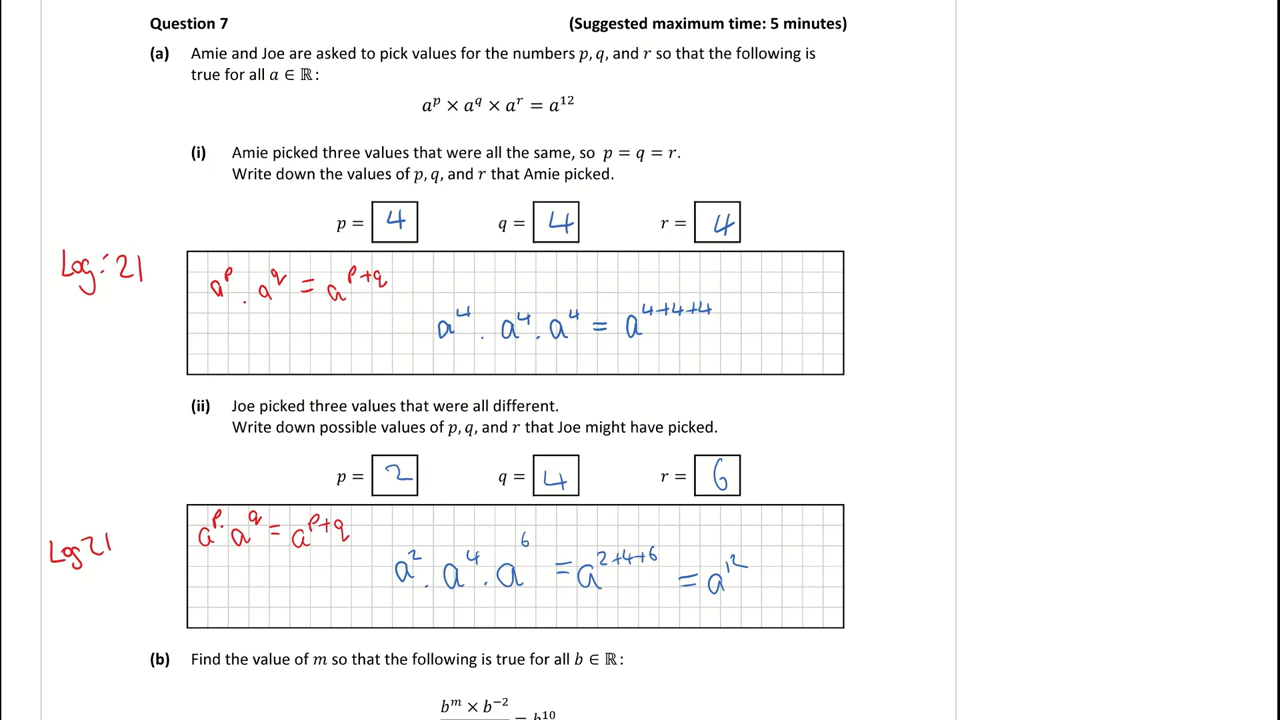 Question 7 (Suggested maximum time: 5 minutes)
(a) Amie and Joe are asked to pick values for the numbers p, q, and r so that the following is
true for all a ∈ ℝ:
aᵖ × a^q × aʳ = a¹²
(i) Amie picked three values that were all the same, so p = q = r.
Write down the values of p, q, and r that Amie picked.
p = 4 q = 4 r = 4
Log: 21
a^p . a^q = a^(p+q)
a^4 . a^4 . a^4 = a^(4+4+4)
(ii) Joe picked three values that were all different.
Write down possible values of p, q, and r that Joe might have picked.
p = 2 q = 4 r = 6
Log 21
a^p . a^q = a^(p+q)
a^2 . a^4 . a^6 = a^(2+4+6) = a^12
(b) Find the value of m so that the following is true for all b ∈ ℝ:
b^m × b^−2
= b^10